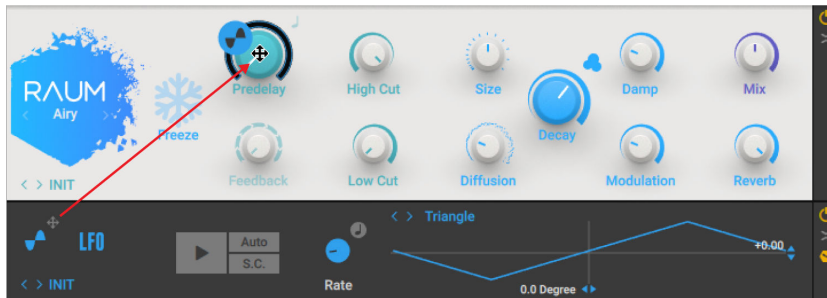 RAUM
Airy
Freeze
< > INIT
Predelay
High Cut
Size
Damp
Mix
Decay
Feedback
Low Cut
Diffusion
Modulation
Reverb
LFO
< > INIT
Auto
S.C.
Rate
< > Triangle
+0.00
0.0 Degree